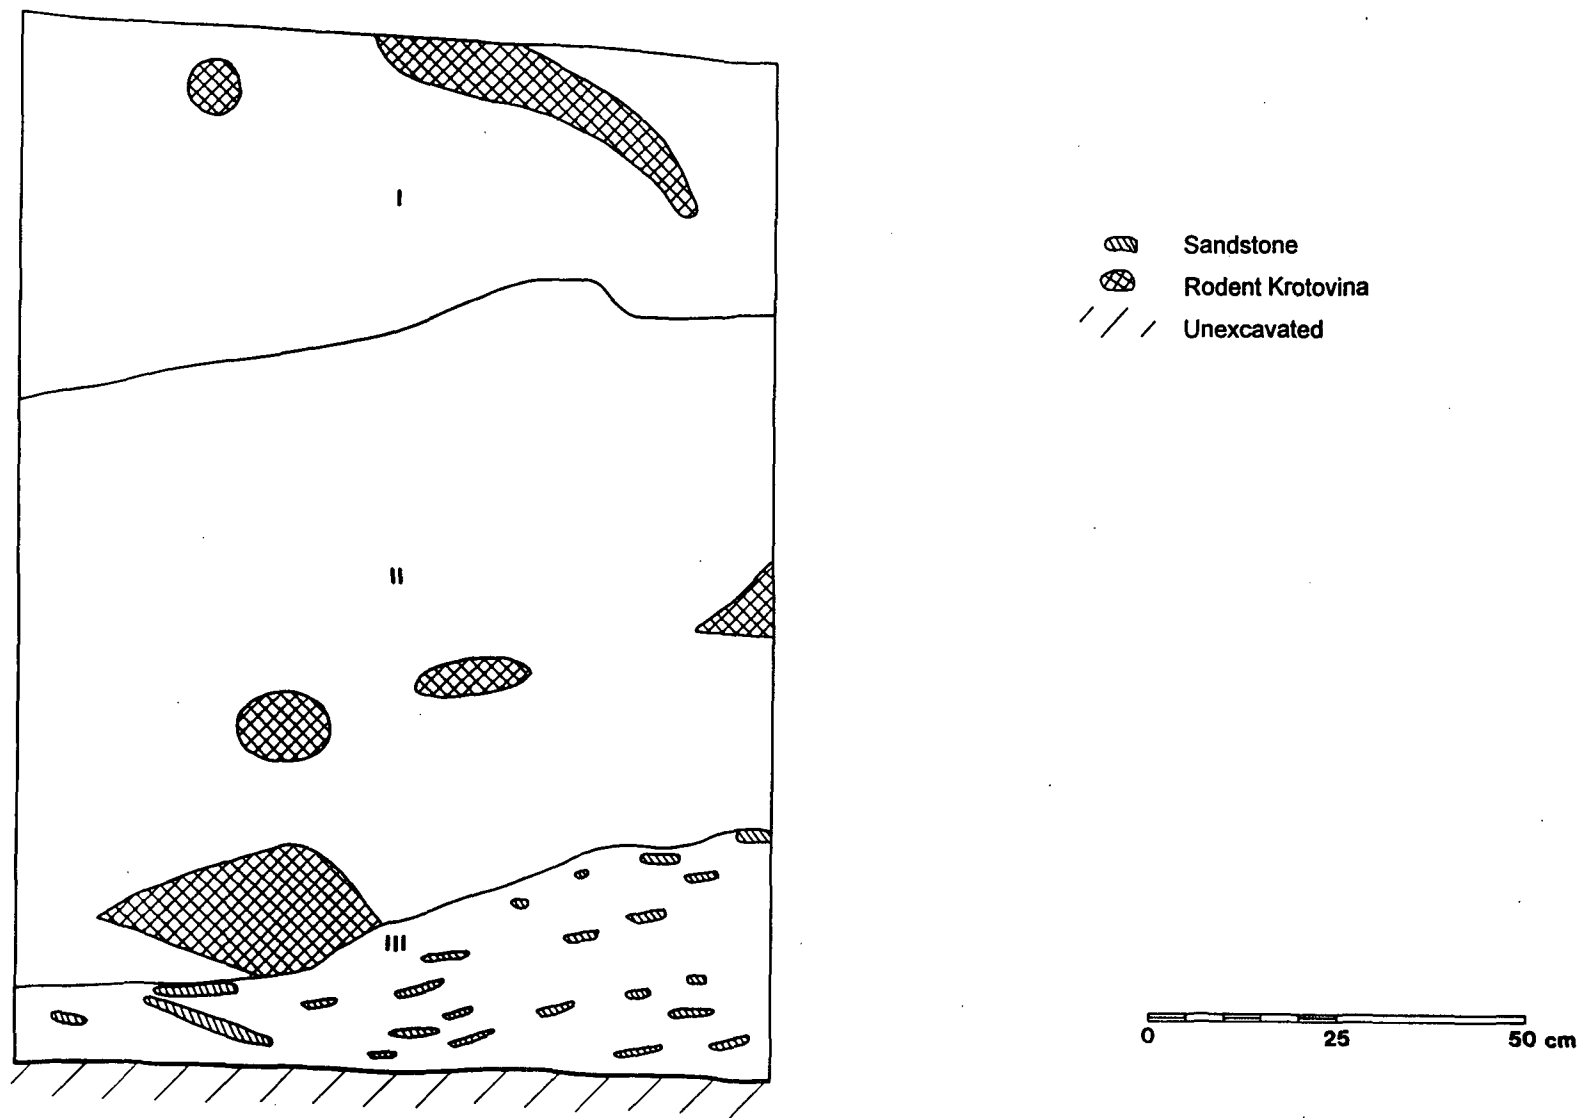 I
Sandstone
Rodent Krotovina
Unexcavated
II
III
0 25 50 cm